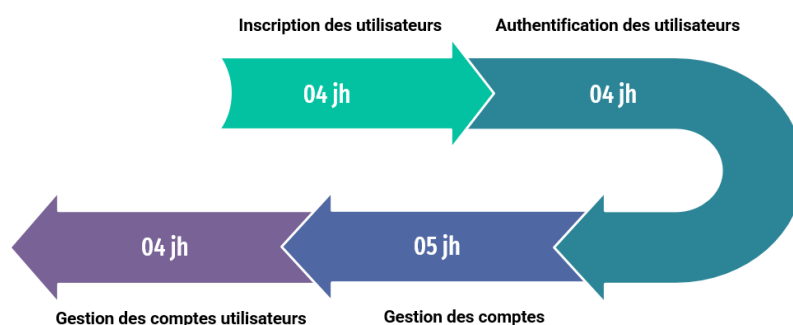 Inscription des utilisateurs
Authentification des utilisateurs
04 jh
04 jh
04 jh
05 jh
Gestion des comptes utilisateurs
Gestion des comptes